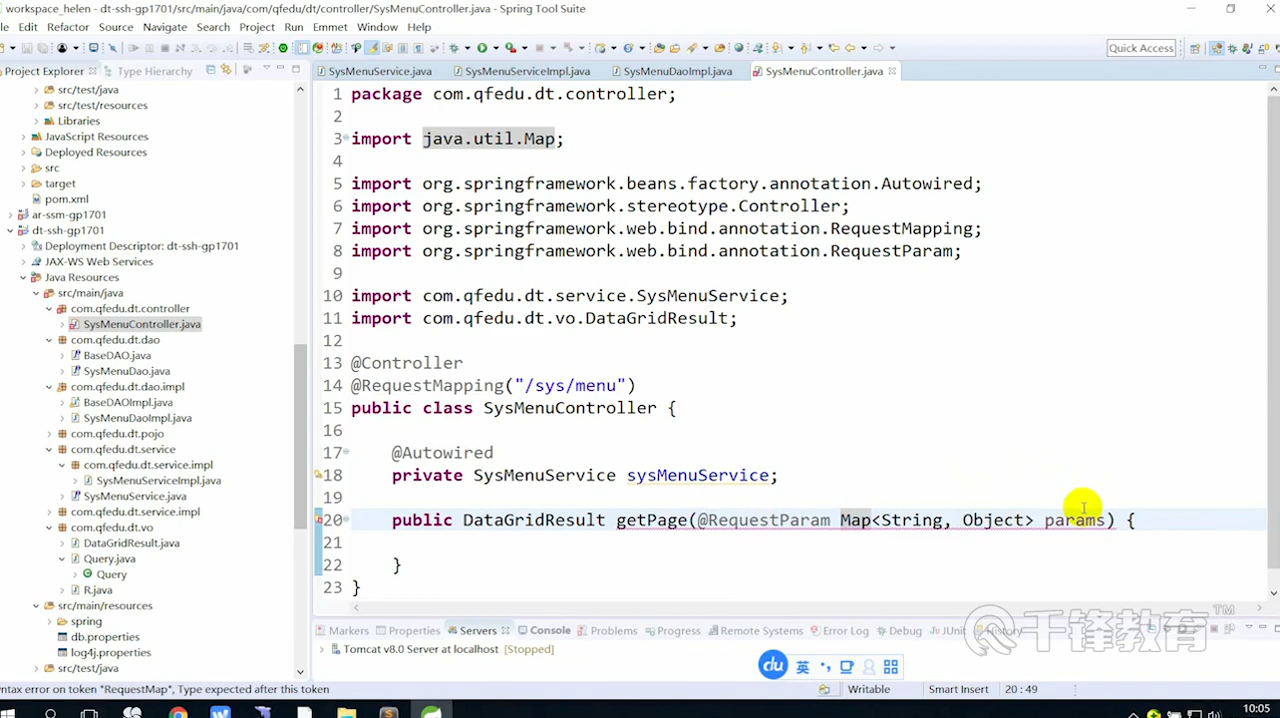 workspace_helen - dt-ssh-gp1701/src/main/java/com/qfedu/dt/controller/SysMenuController.java - Spring Tool Suite
Edit Refactor Source Navigate Search Project Run Emmet Window Help
Quick Access
Project Explorer Type Hierarchy
src/test/java
src/test/resources
Libraries
JavaScript Resources
Deployed Resources
src
target
pom.xml
ar-ssm-gp1701
dt-ssh-gp1701
Deployment Descriptor: dt-ssh-gp1701
JAX-WS Web Services
Java Resources
src/main/java
com.qfedu.dt.controller
SysMenuController.java
com.qfedu.dt.dao
BaseDAO.java
SysMenuDao.java
com.qfedu.dt.dao.impl
BaseDAOImpl.java
SysMenuDaoImpl.java
com.qfedu.dt.pojo
com.qfedu.dt.service
com.qfedu.dt.service.impl
SysMenuServiceImpl.java
SysMenuService.java
com.qfedu.dt.service.impl
com.qfedu.dt.vo
DataGridResult.java
Query.java
Query
R.java
src/main/resources
spring
db.properties
log4j.properties
src/test/java
SysMenuService.java SysMenuServiceImpl.java SysMenuDaoImpl.java SysMenuController.java
1 package com.qfedu.dt.controller;
2
3 import java.util.Map;
4
5 import org.springframework.beans.factory.annotation.Autowired;
6 import org.springframework.stereotype.Controller;
7 import org.springframework.web.bind.annotation.RequestMapping;
8 import org.springframework.web.bind.annotation.RequestParam;
9
10 import com.qfedu.dt.service.SysMenuService;
11 import com.qfedu.dt.vo.DataGridResult;
12
13 @Controller
14 @RequestMapping("/sys/menu")
15 public class SysMenuController {
16
17 @Autowired
18 private SysMenuService sysMenuService;
19
20 public DataGridResult getPage(@RequestParam Map<String, Object> params) {
21
22 }
23 }
Markers Properties Servers Console Problems Progress Remote Systems Error Log Debug JUnit History
Tomcat v8.0 Server at localhost [Stopped]
千锋教育 TM
du 英
ntax error on token "RequestMap", Type expected after this token
Writable Smart Insert 20 : 49
10:05